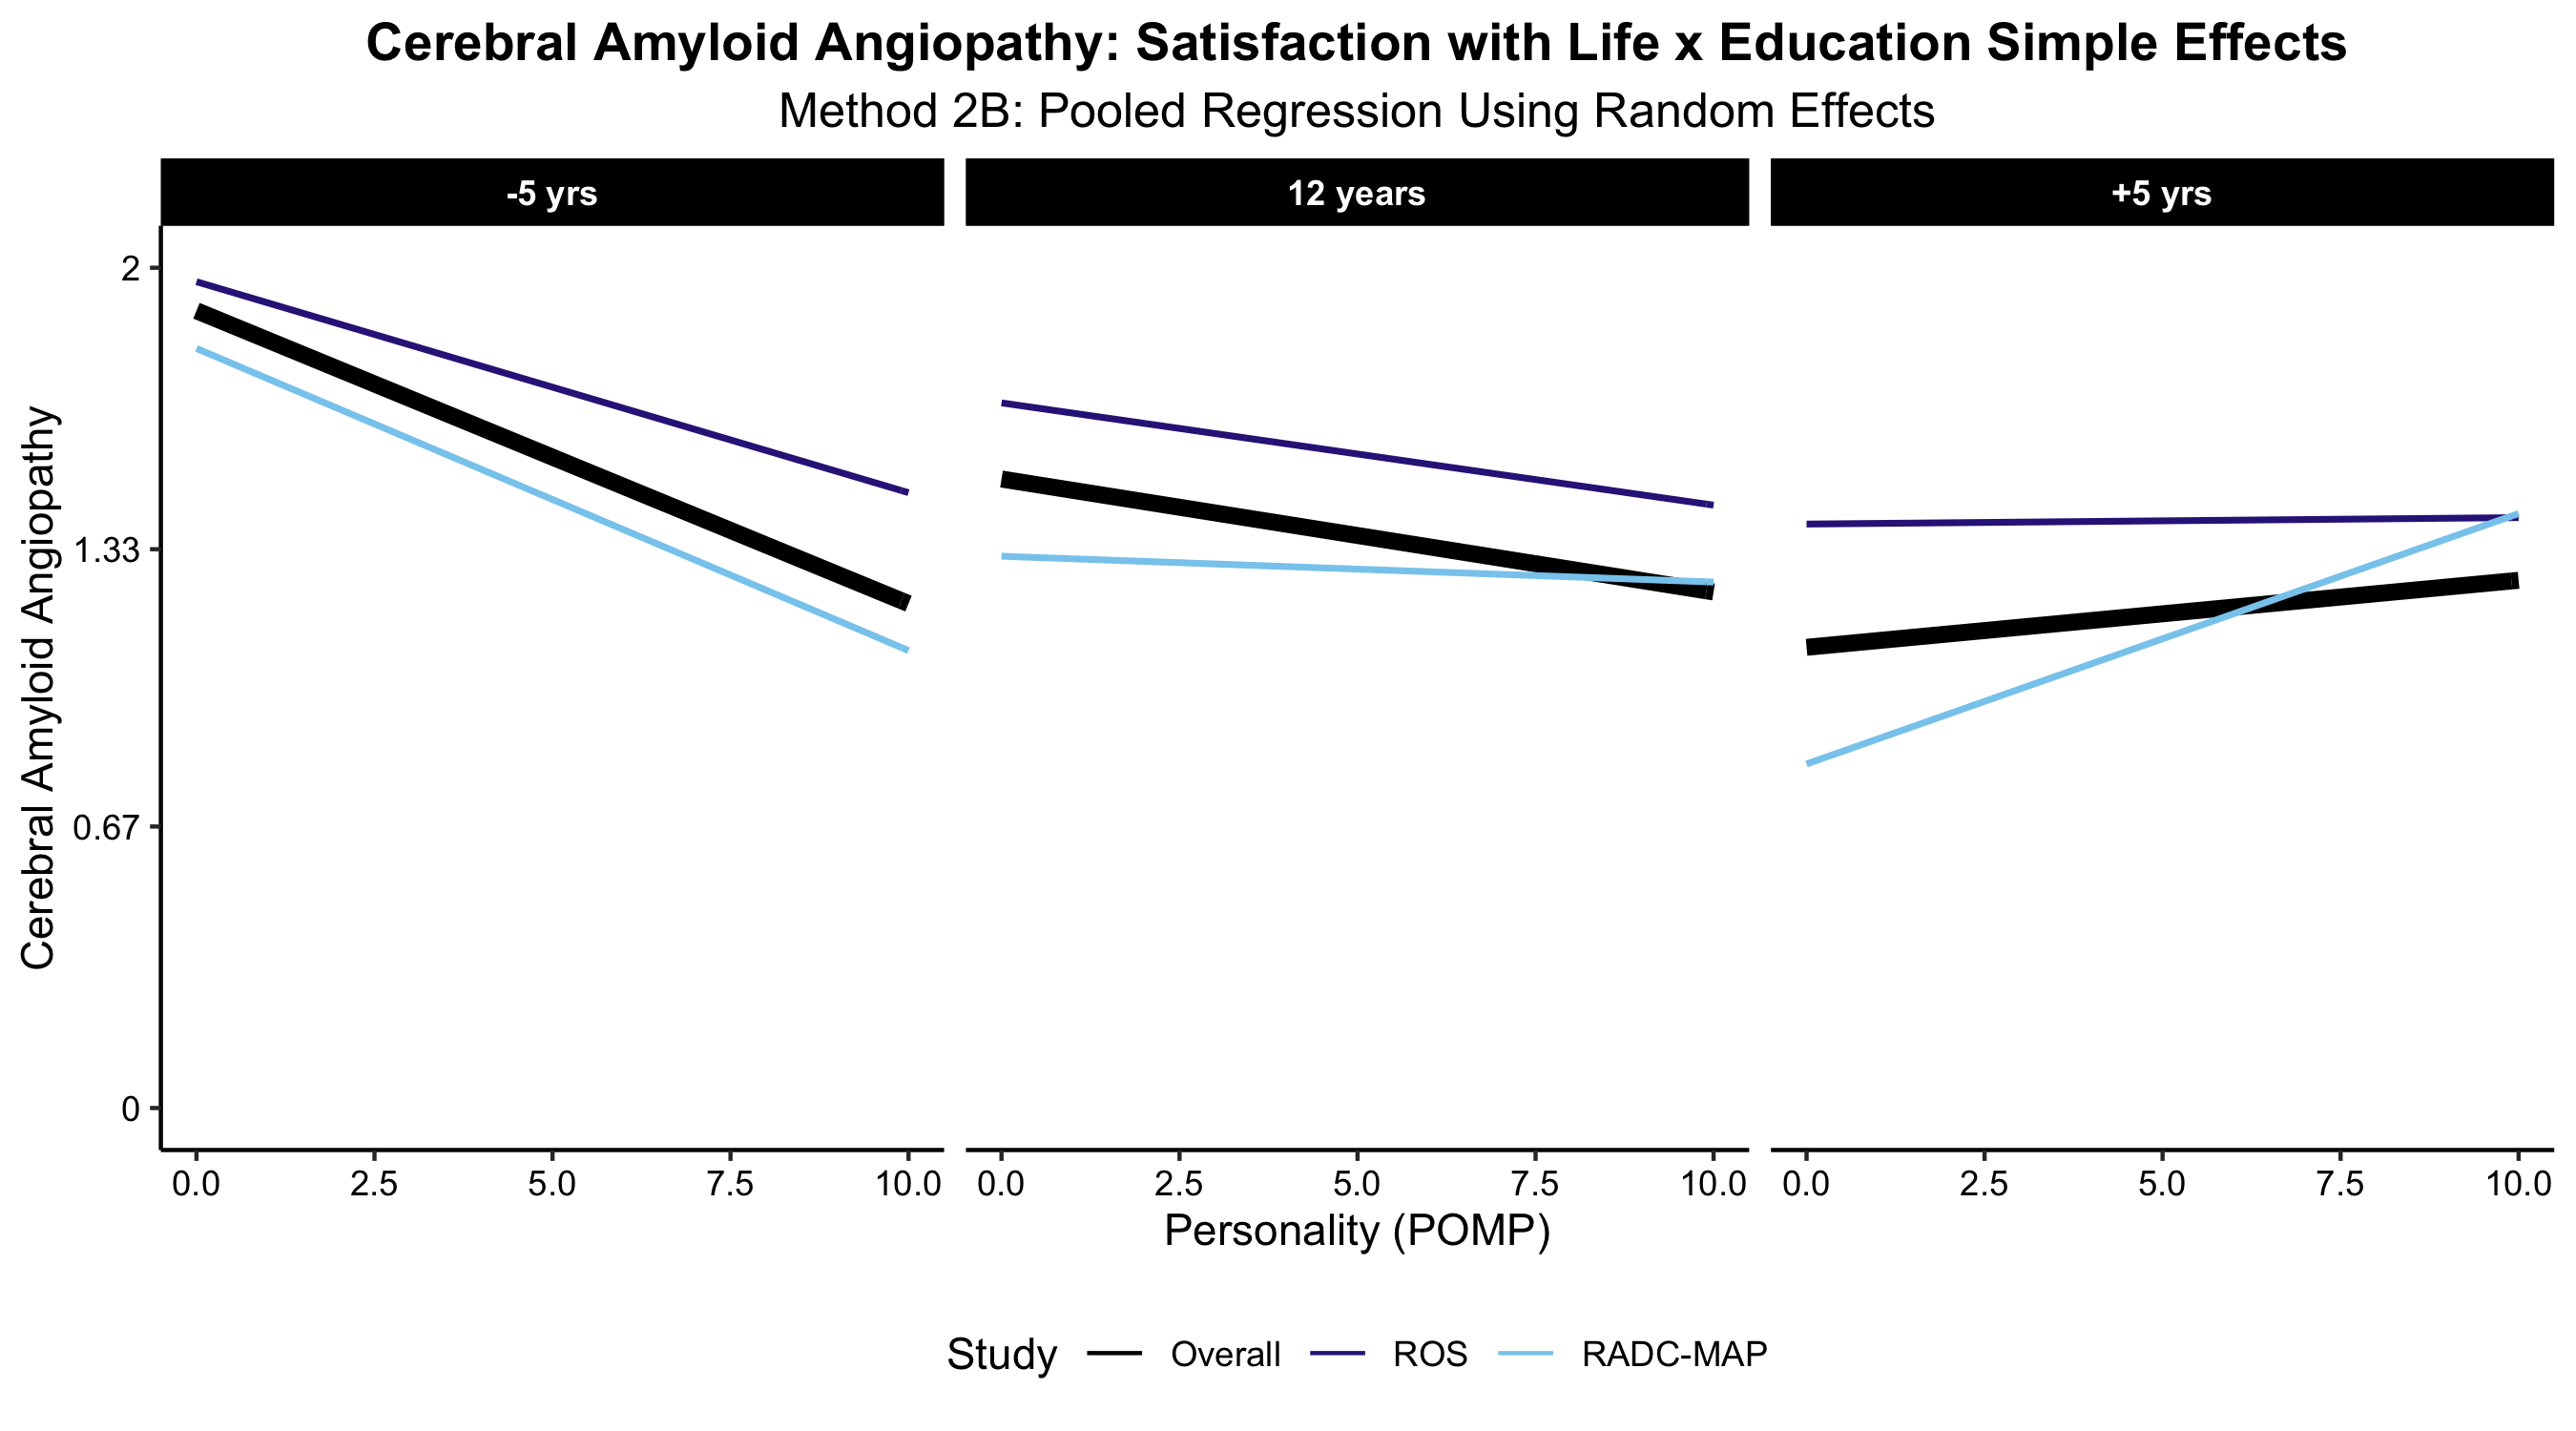 Cerebral Amyloid Angiopathy: Satisfaction with Life x Education Simple Effects
Method 2B: Pooled Regression Using Random Effects
-5 yrs
12 years
+5 yrs
Cerebral Amyloid Angiopathy
2
1.33
0.67
0
0.0 2.5 5.0 7.5 10.0 0.0 2.5 5.0 7.5 10.0 0.0 2.5 5.0 7.5 10.0
Personality (POMP)
Study Overall ROS RADC-MAP